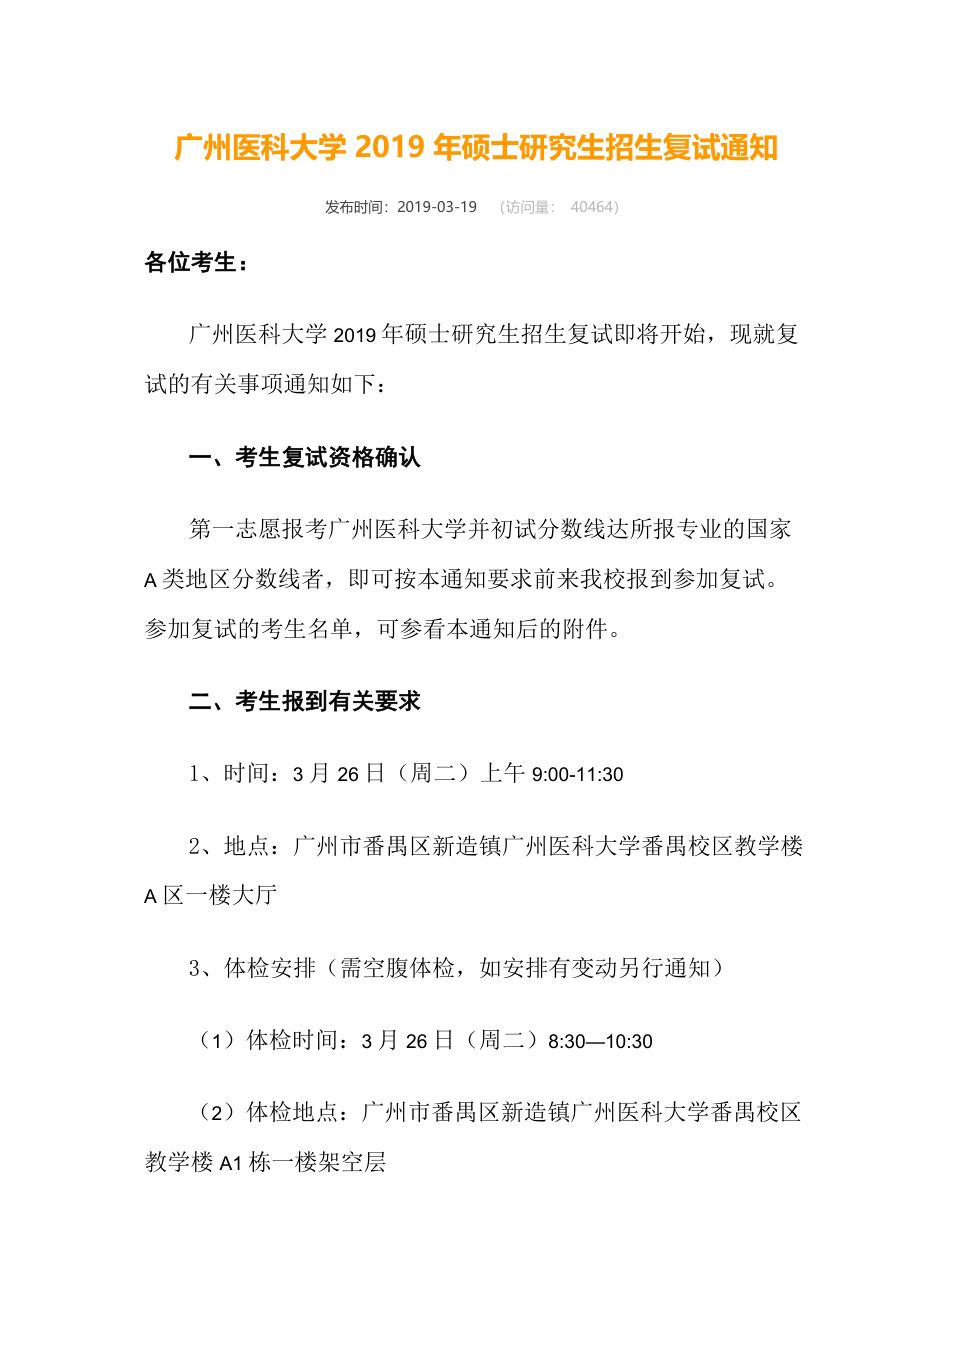 广州医科大学 2019 年硕士研究生招生复试通知
发布时间：2019-03-19 （访问量： 40464）
各位考生：
广州医科大学 2019 年硕士研究生招生复试即将开始，现就复
试的有关事项通知如下：
一、考生复试资格确认
第一志愿报考广州医科大学并初试分数线达所报专业的国家
A 类地区分数线者，即可按本通知要求前来我校报到参加复试。
参加复试的考生名单，可参看本通知后的附件。
二、考生报到有关要求
1、时间：3 月 26 日（周二）上午 9:00-11:30
2、地点：广州市番禺区新造镇广州医科大学番禺校区教学楼
A 区一楼大厅
3、体检安排（需空腹体检，如安排有变动另行通知）
（1）体检时间：3 月 26 日（周二）8:30—10:30
（2）体检地点：广州市番禺区新造镇广州医科大学番禺校区
教学楼 A1 栋一楼架空层